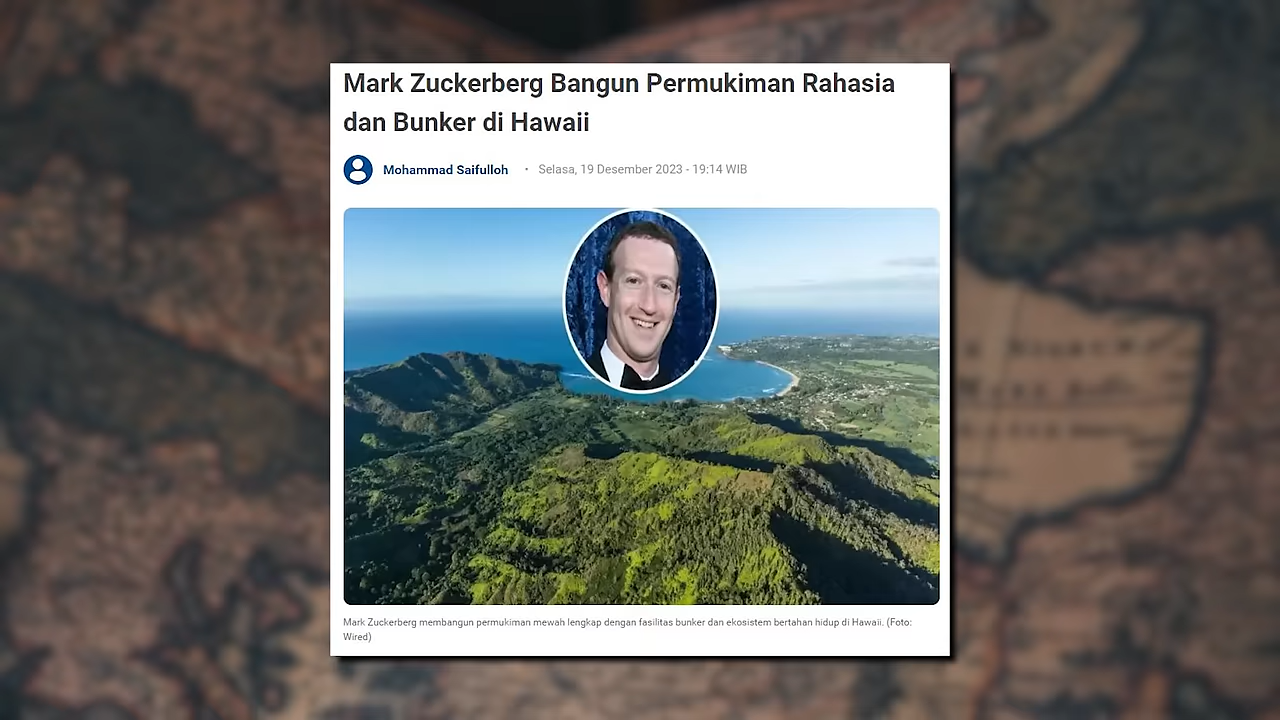 Mark Zuckerberg Bangun Permukiman Rahasia
dan Bunker di Hawaii
Mohammad Saifulloh • Selasa, 19 Desember 2023 - 19:14 WIB
Mark Zuckerberg membangun permukiman mewah lengkap dengan fasilitas bunker dan ekosistem bertahan hidup di Hawaii. (Foto:
Wired)